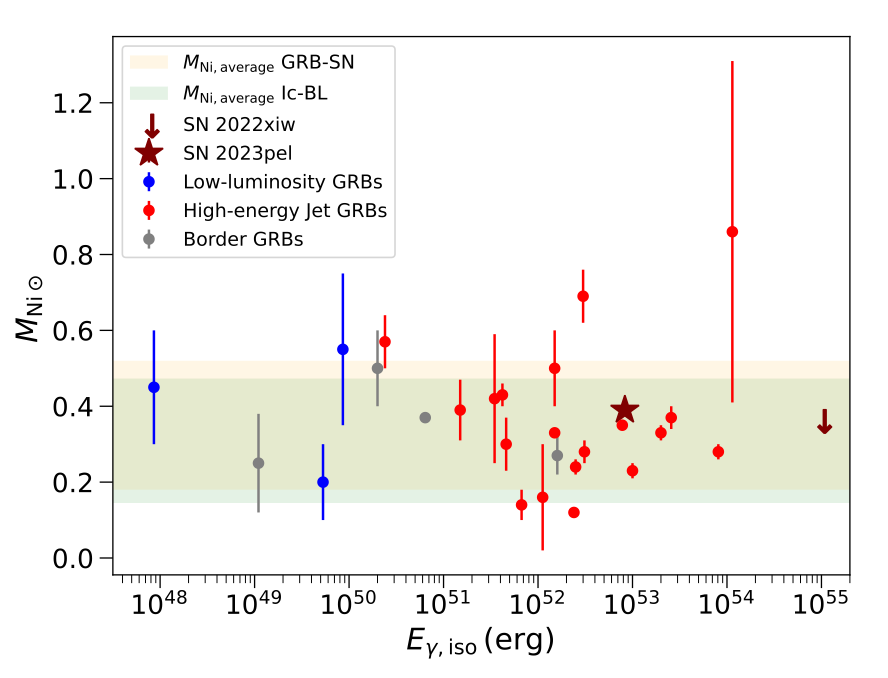 M_Ni, average GRB-SN
M_Ni, average Ic-BL
SN 2022xiw
SN 2023pel
Low-luminosity GRBs
High-energy Jet GRBs
Border GRBs
M_Ni ⊙
1.2
1.0
0.8
0.6
0.4
0.2
0.0
10^48 10^49 10^50 10^51 10^52 10^53 10^54 10^55
E_γ, iso (erg)